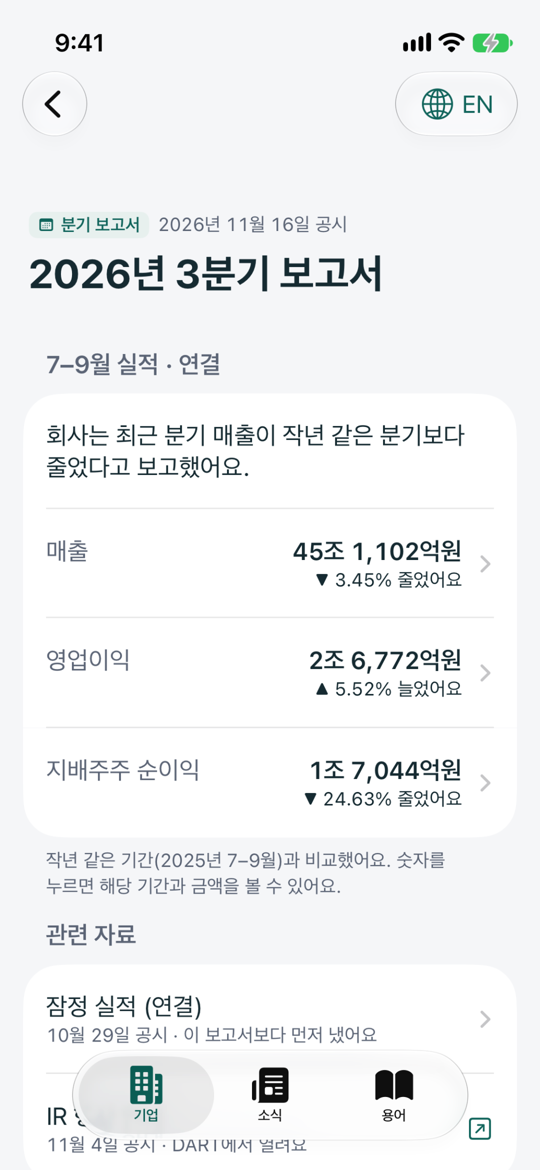 9:41
EN
분기 보고서 2026년 11월 16일 공시
2026년 3분기 보고서
7–9월 실적 · 연결
회사는 최근 분기 매출이 작년 같은 분기보다
줄었다고 보고했어요.
매출 45조 1,102억원
▼ 3.45% 줄었어요
영업이익 2조 6,772억원
▲ 5.52% 늘었어요
지배주주 순이익 1조 7,044억원
▼ 24.63% 줄었어요
작년 같은 기간(2025년 7–9월)과 비교했어요. 숫자를
누르면 해당 기간과 금액을 볼 수 있어요.
관련 자료
잠정 실적 (연결)
10월 29일 공시 · 이 보고서보다 먼저 냈어요
IR
11월 4일 공시 · DART에서 열려요
기업 소식 용어